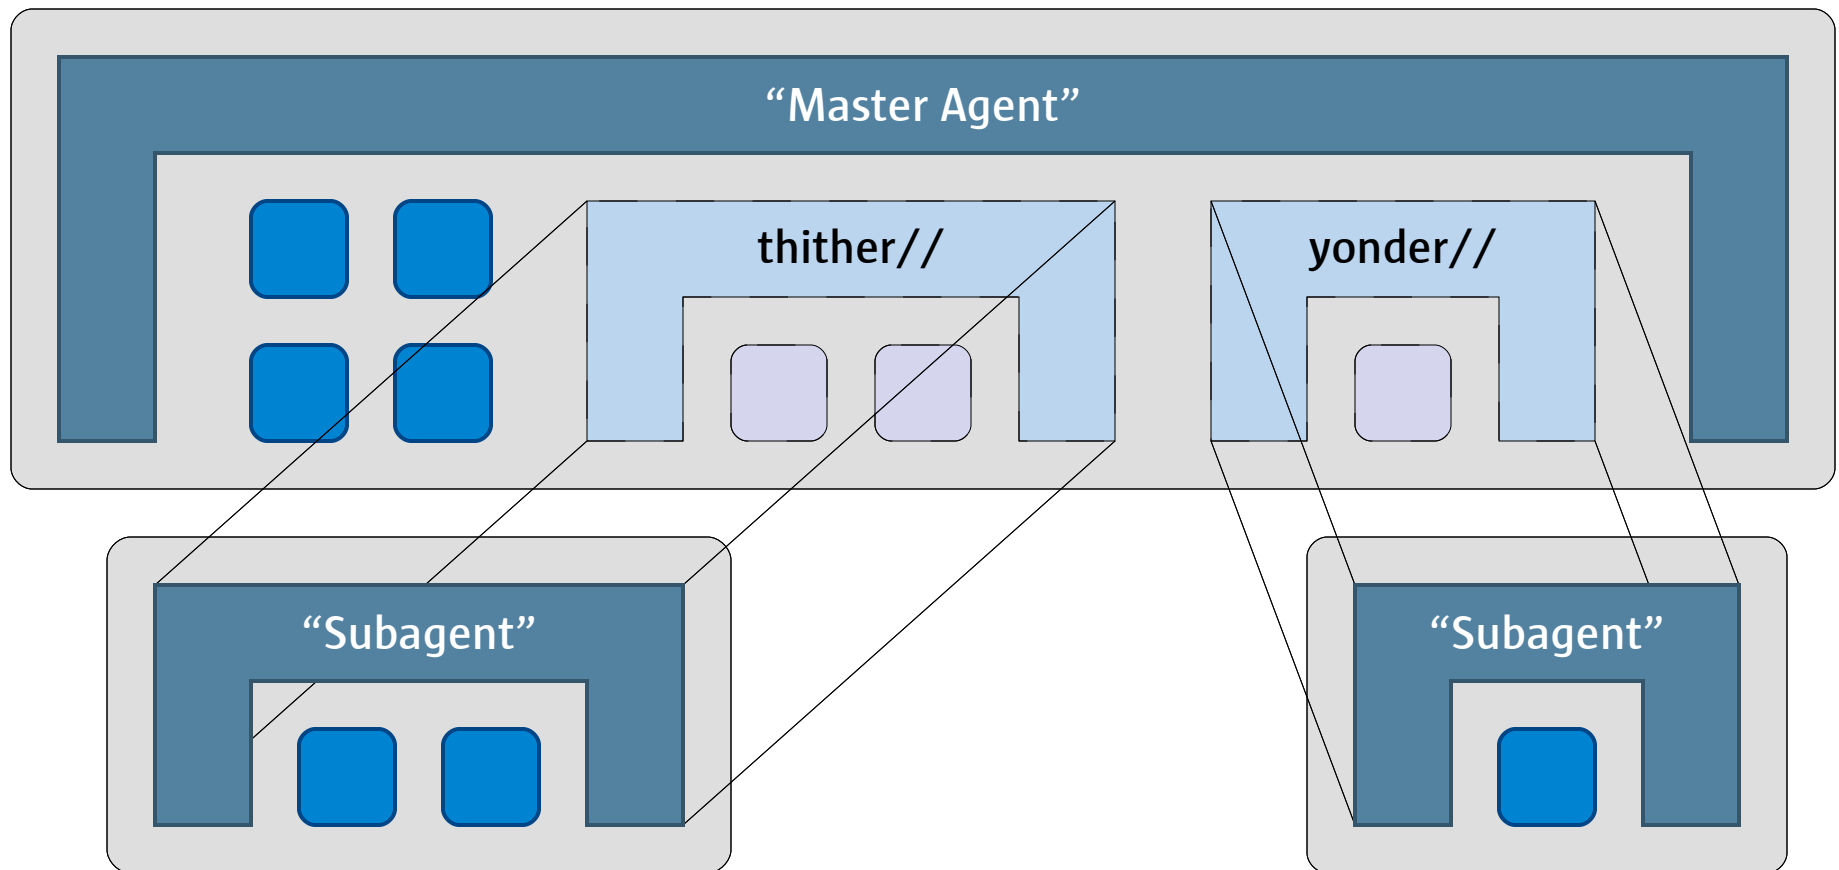 “Master Agent”
thither//
yonder//
“Subagent”
“Subagent”